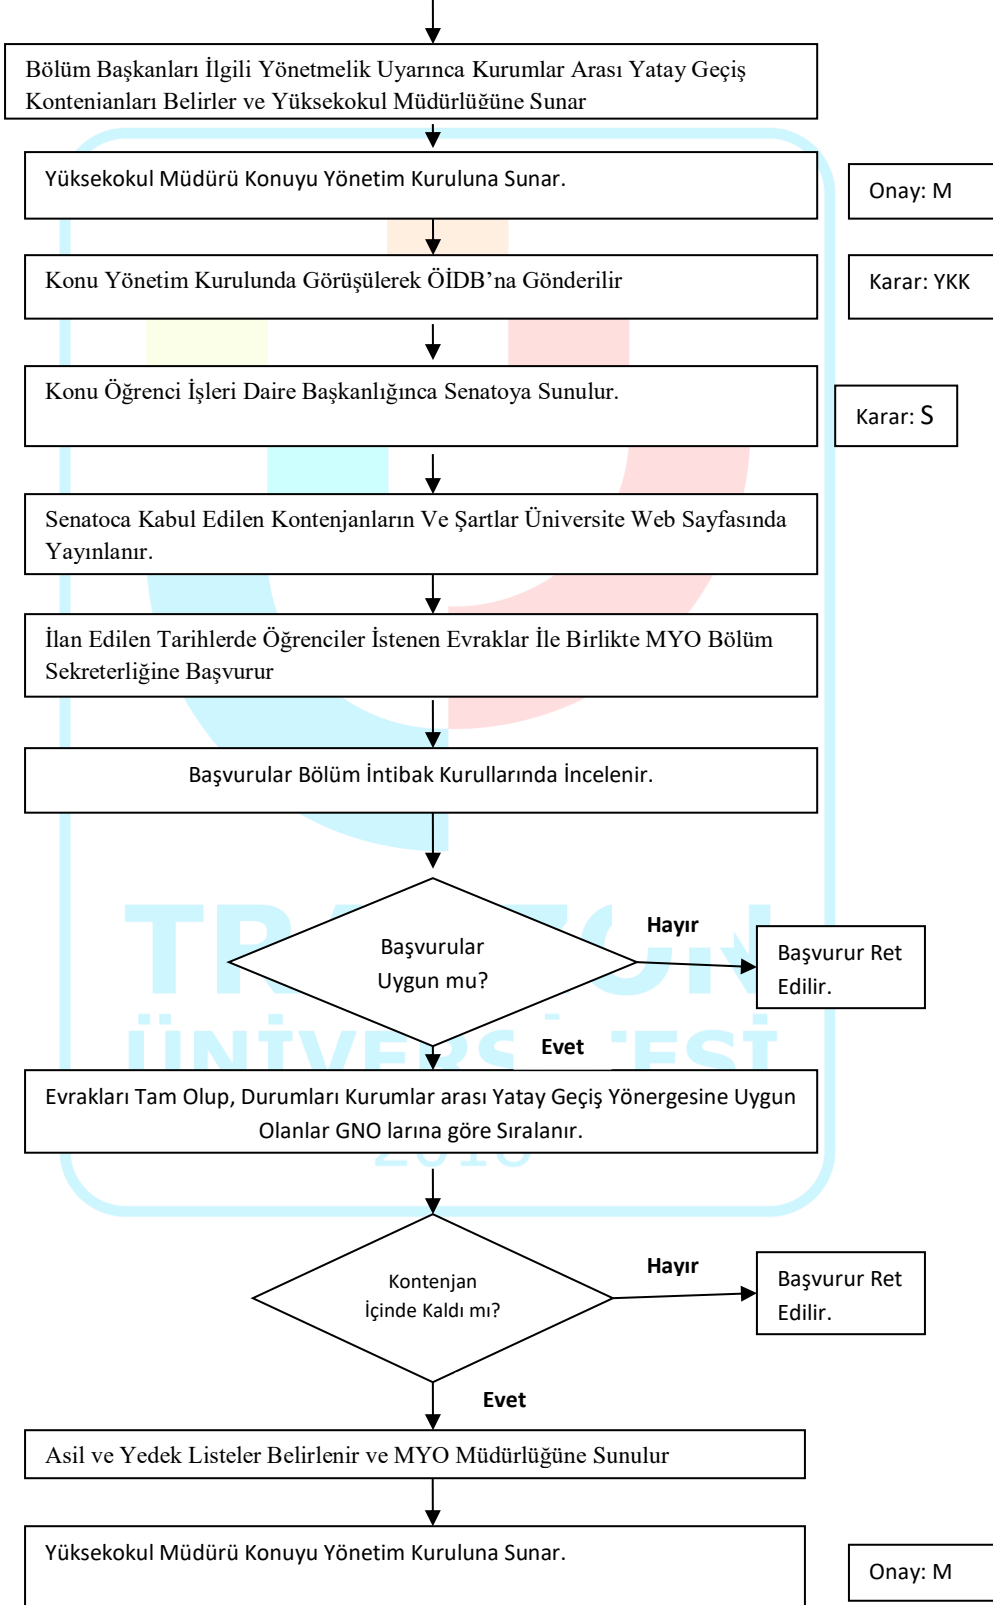 Bölüm Başkanları İlgili Yönetmelik Uyarınca Kurumlar Arası Yatay Geçiş
Kontenjanları Belirler ve Yüksekokul Müdürlüğüne Sunar
Yüksekokul Müdürü Konuyu Yönetim Kuruluna Sunar.
Onay: M
Konu Yönetim Kurulunda Görüşülerek ÖİDB’na Gönderilir
Karar: YKK
Konu Öğrenci İşleri Daire Başkanlığınca Senatoya Sunulur.
Karar: S
Senatoca Kabul Edilen Kontenjanların Ve Şartlar Üniversite Web Sayfasında
Yayınlanır.
İlan Edilen Tarihlerde Öğrenciler İstenen Evraklar İle Birlikte MYO Bölüm
Sekreterliğine Başvurur
Başvurular Bölüm İntibak Kurullarında İncelenir.
Başvurular
Uygun mu?
Hayır
Başvurur Ret
Edilir.
Evet
Evrakları Tam Olup, Durumları Kurumlar arası Yatay Geçiş Yönergesine Uygun
Olanlar GNO larına göre Sıralanır.
Kontenjan
İçinde Kaldı mı?
Hayır
Başvurur Ret
Edilir.
Evet
Asil ve Yedek Listeler Belirlenir ve MYO Müdürlüğüne Sunulur
Yüksekokul Müdürü Konuyu Yönetim Kuruluna Sunar.
Onay: M